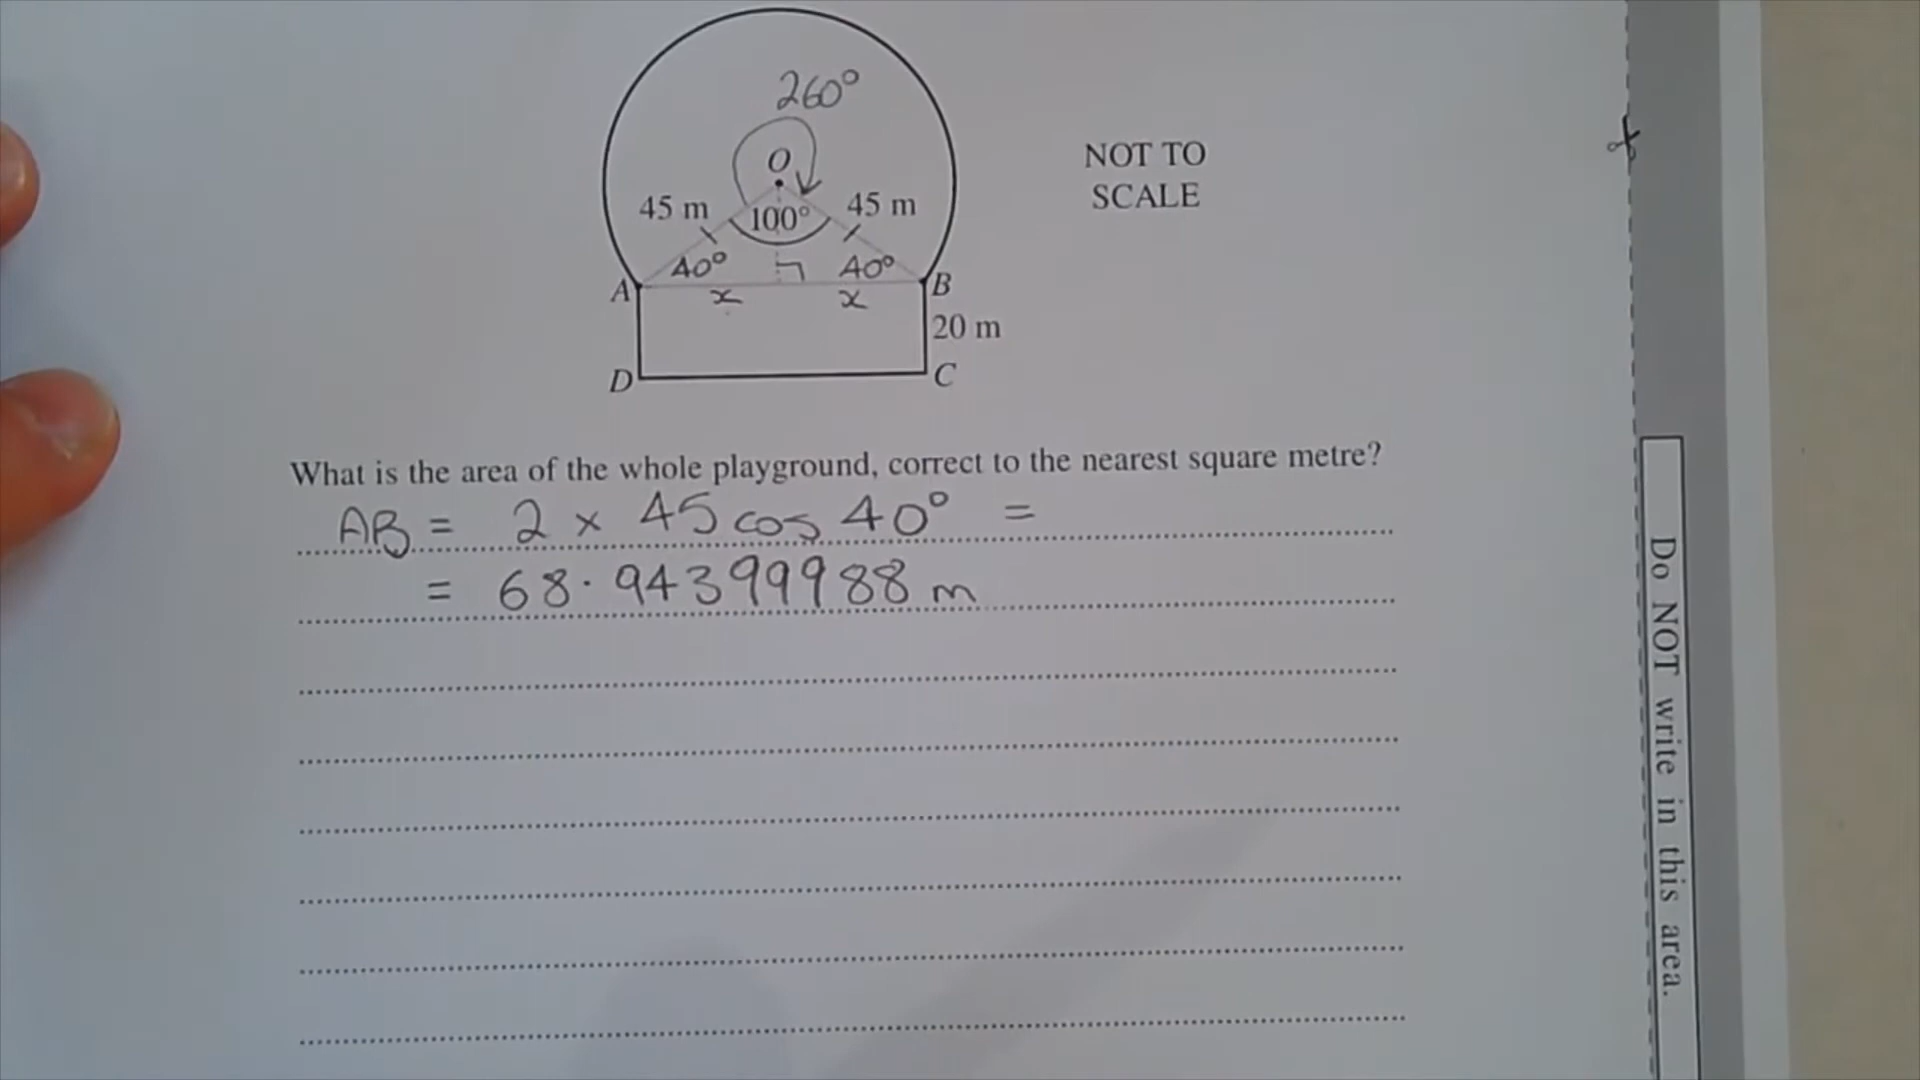 260°
O
45 m
100°
45 m
NOT TO
SCALE
40°
40°
A
x
x
B
20 m
D
C
What is the area of the whole playground, correct to the nearest square metre?
AB = 2 × 45 cos 40° =
= 68.94399988 m
Do NOT write in this area.